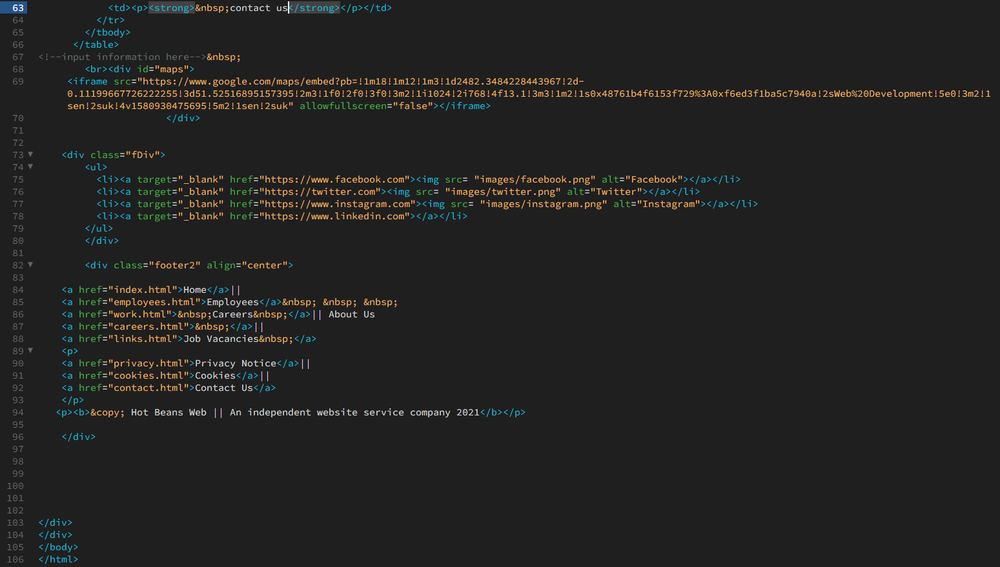 63 <td><p><strong>&nbsp;contact us</strong></p></td>
64 </tr>
65 </tbody>
66 </table>
67 <!--input information here-->&nbsp;
68 <br><div id="maps">
69 <iframe src="https://www.google.com/maps/embed?pb=!1m18!1m12!1m3!1d2482.3484228443967!2d-
0.11199667726222255!3d51.52516895157395!2m3!1f0!2f0!3f0!3m2!1i1024!2i768!4f13.1!3m3!1m2!1s0x48761b4f6153f729%3A0xf6ed3f1ba5c7940a!2sWeb%20Development!5e0!3m2!1
sen!2suk!4v1580930475695!5m2!1sen!2suk" allowfullscreen="false"></iframe>
70 </div>
71
72
73 <div class="fDiv">
74 <ul>
75 <li><a target="_blank" href="https://www.facebook.com"><img src= "images/facebook.png" alt="Facebook"></a></li>
76 <li><a target="_blank" href="https://twitter.com"><img src= "images/twitter.png" alt="Twitter"></a></li>
77 <li><a target="_blank" href="https://www.instagram.com"><img src= "images/instagram.png" alt="Instagram"></a></li>
78 <li><a target="_blank" href="https://www.linkedin.com"></a></li>
79 </ul>
80 </div>
81
82 <div class="footer2" align="center">
83
84 <a href="index.html">Home</a>||
85 <a href="employees.html">Employees</a>&nbsp; &nbsp; &nbsp;
86 <a href="work.html">&nbsp;Careers&nbsp;</a>|| About Us
87 <a href="careers.html">&nbsp;</a>||
88 <a href="links.html">Job Vacancies&nbsp;</a>
89 <p>
90 <a href="privacy.html">Privacy Notice</a>||
91 <a href="cookies.html">Cookies</a>||
92 <a href="contact.html">Contact Us</a>
93 </p>
94 <p><b>&copy; Hot Beans Web || An independent website service company 2021</b></p>
95
96 </div>
97
98
99
100
101
102
103 </div>
104 </div>
105 </body>
106 </html>